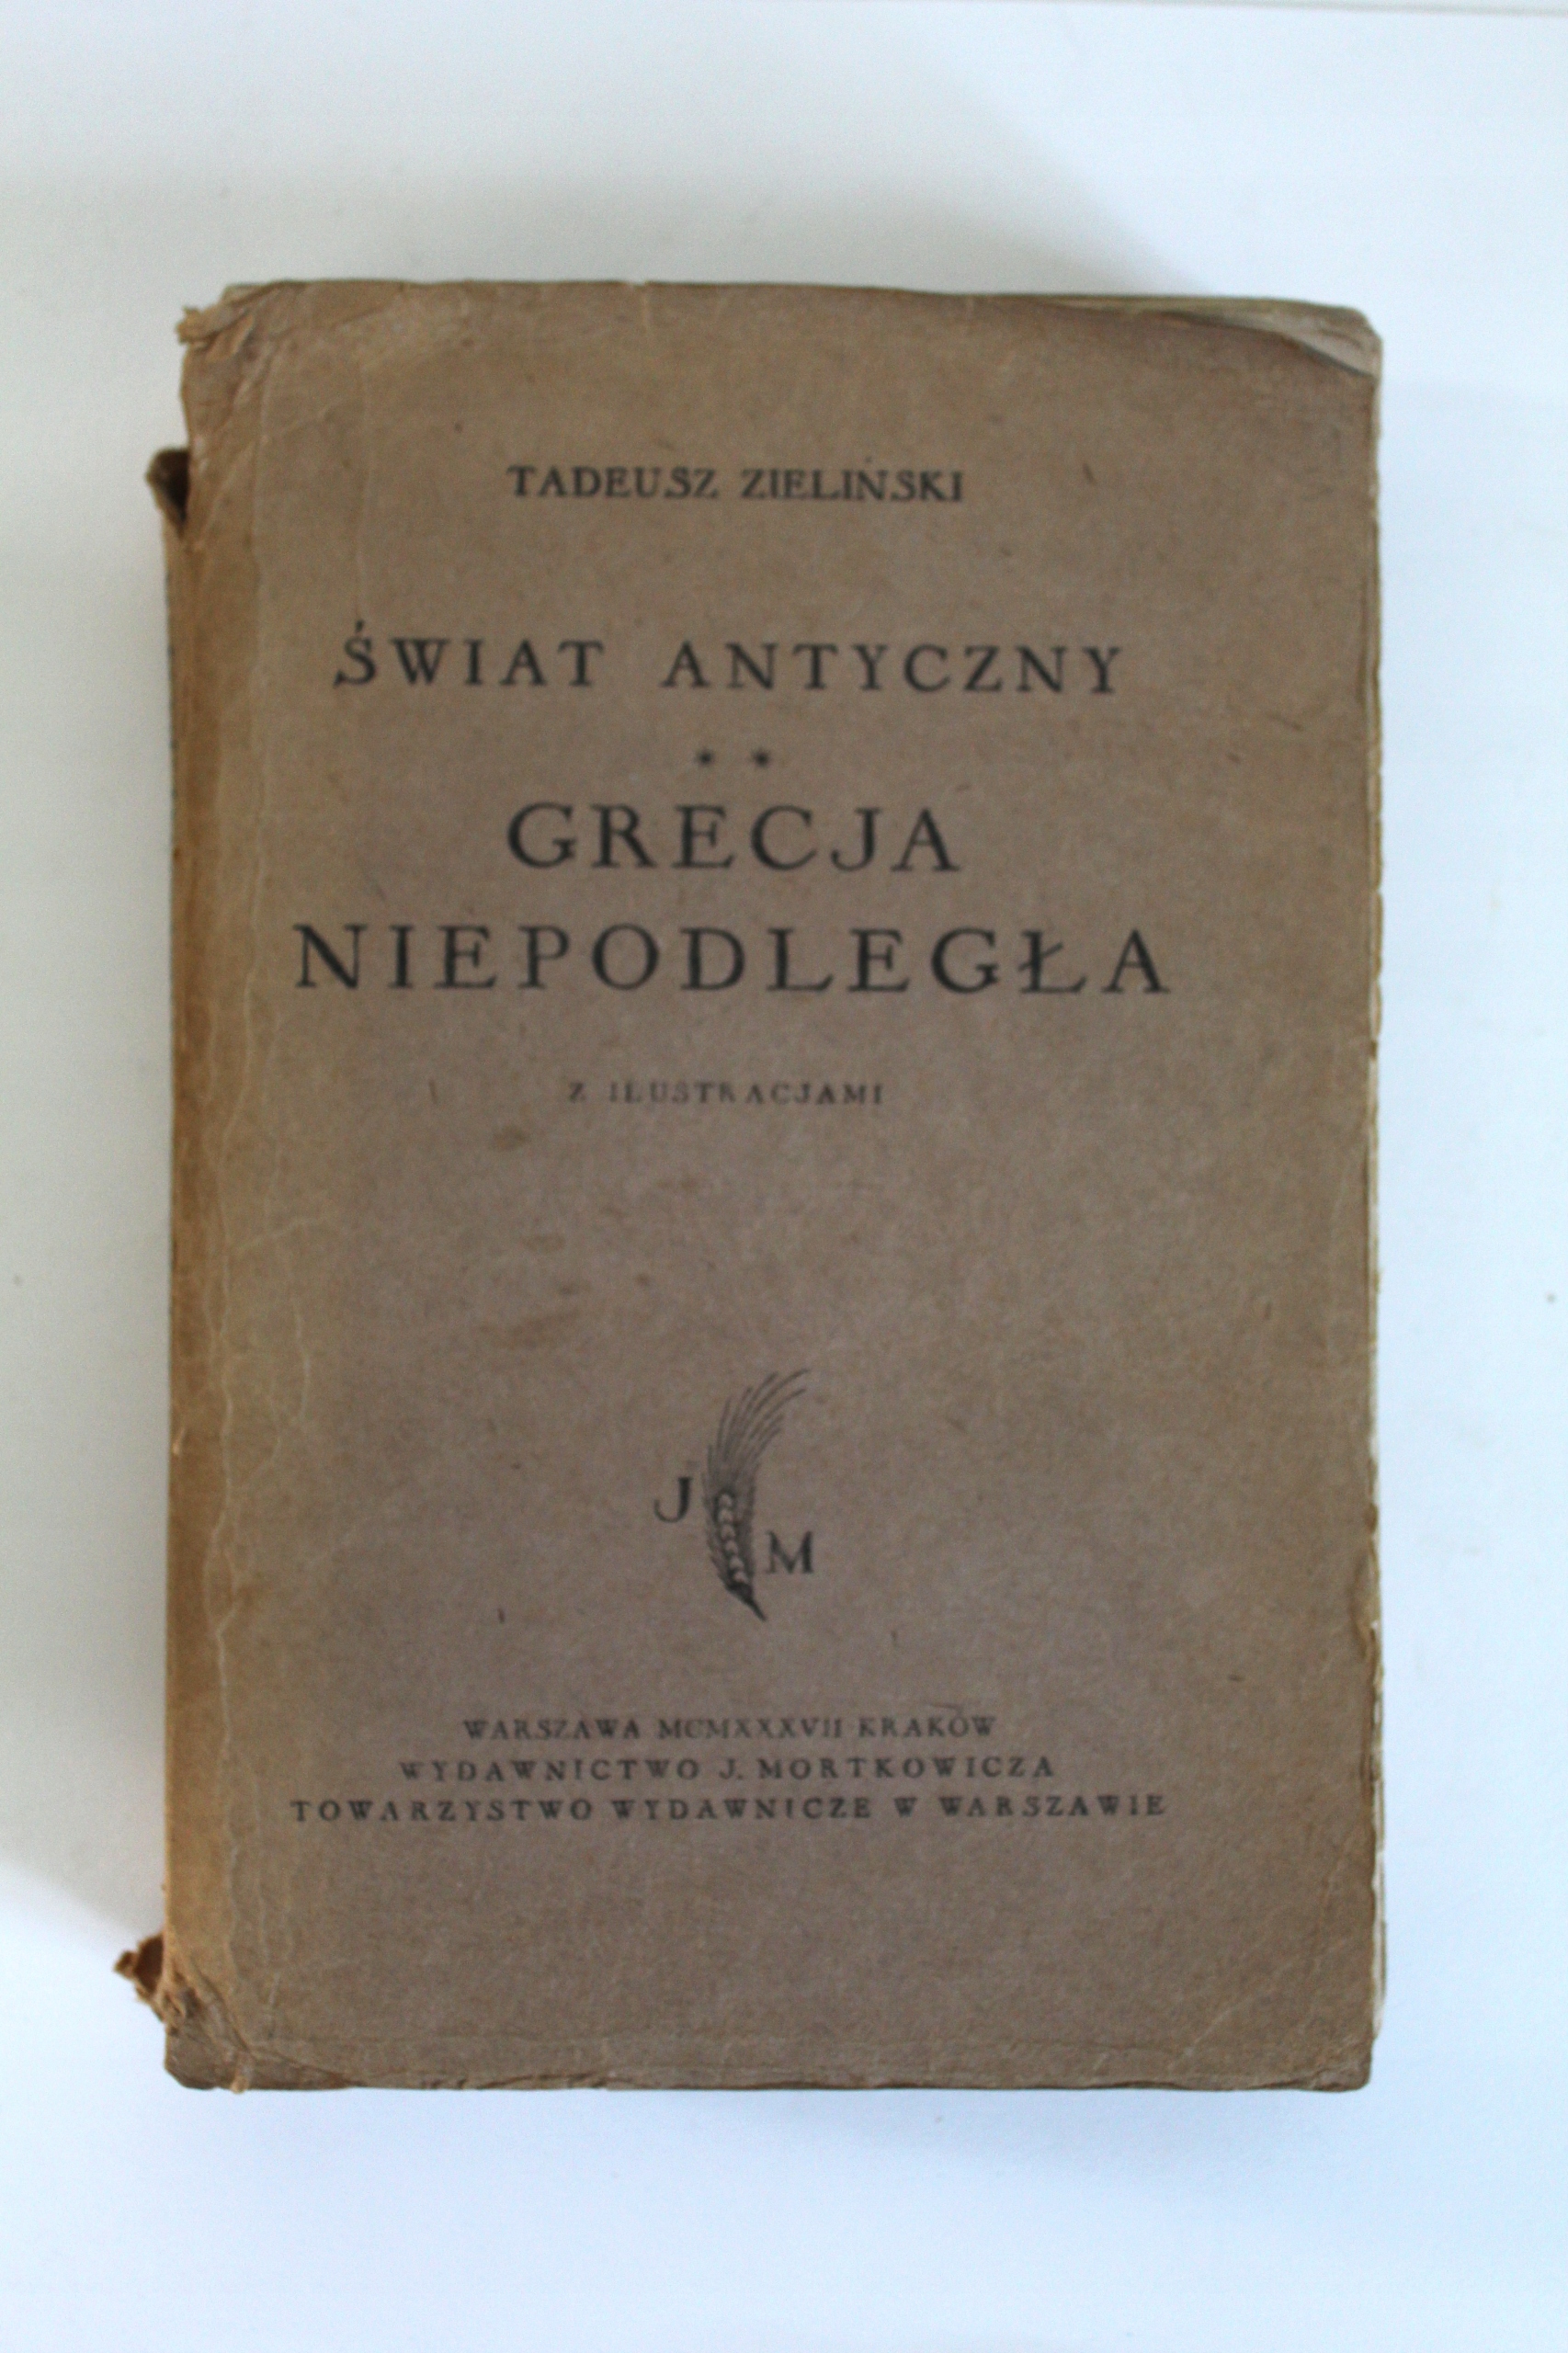 TADEUSZ ZIELIŃSKI
ŚWIAT ANTYCZNY
* *
GRECJA
NIEPODLEGŁA
Z ILUSTRACJAMI
J
M
WARSZAWA MCMXXXVII KRAKÓW
WYDAWNICTWO J. MORTKOWICZA
TOWARZYSTWO WYDAWNICZE W WARSZAWIE